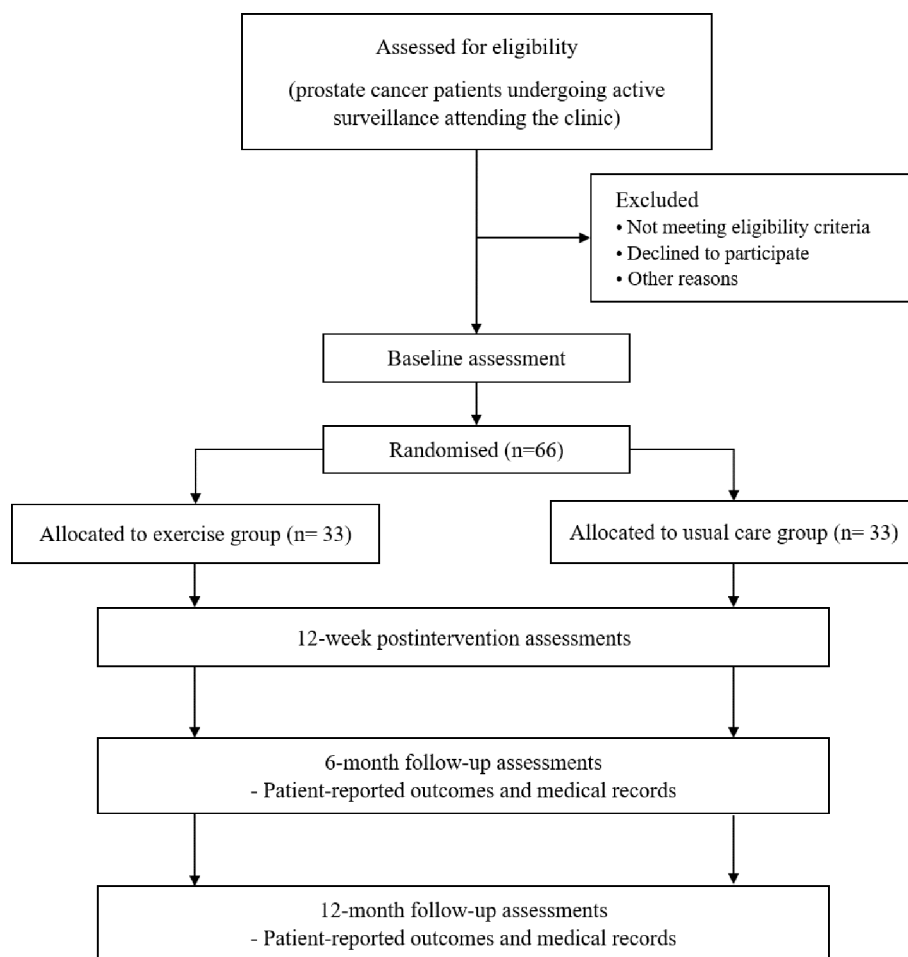 Assessed for eligibility
(prostate cancer patients undergoing active
surveillance attending the clinic)
Excluded
• Not meeting eligibility criteria
• Declined to participate
• Other reasons
Baseline assessment
Randomised (n=66)
Allocated to exercise group (n= 33)
Allocated to usual care group (n= 33)
12-week postintervention assessments
6-month follow-up assessments
- Patient-reported outcomes and medical records
12-month follow-up assessments
- Patient-reported outcomes and medical records